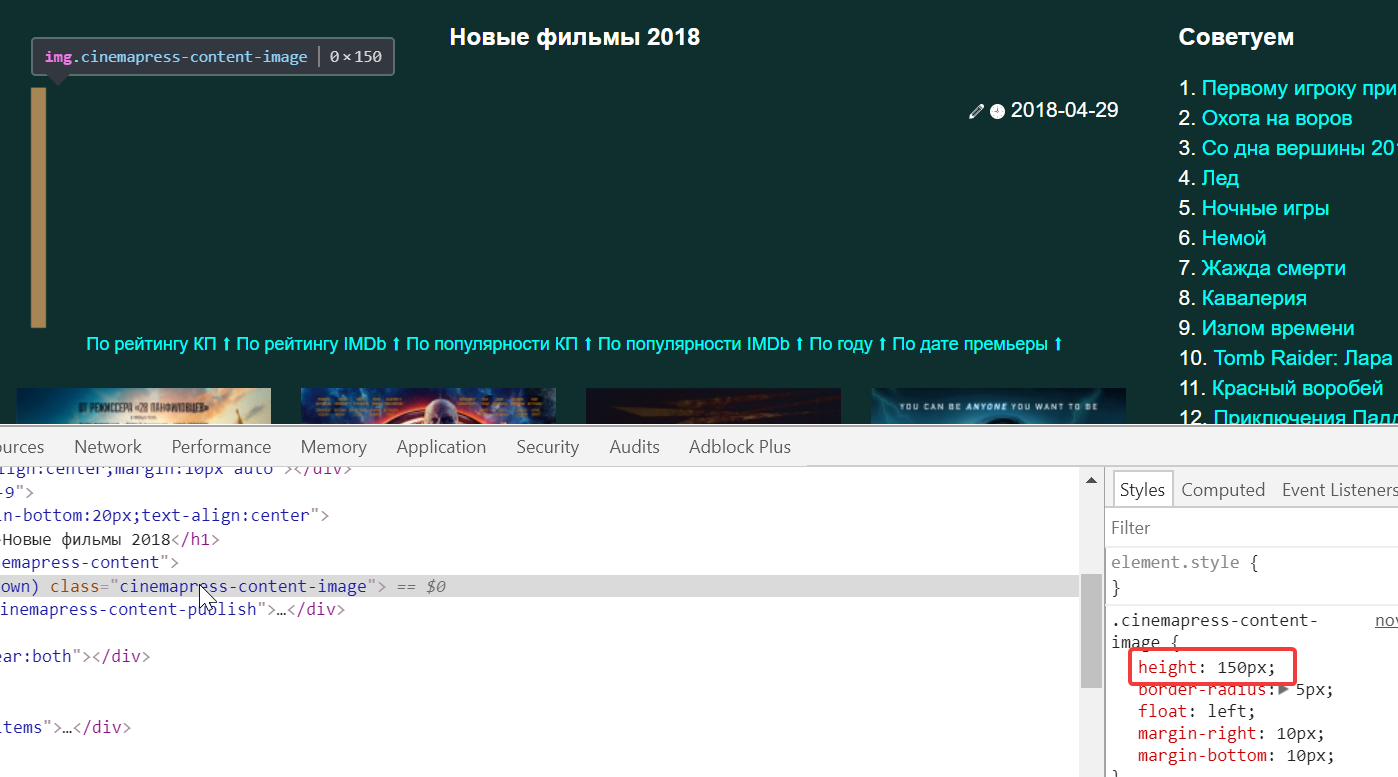 Новые фильмы 2018
Советуем
img.cinemapress-content-image | 0 × 150
2018-04-29
1. Первому игроку при
2. Охота на воров
3. Со дна вершины 20
4. Лед
5. Ночные игры
6. Немой
7. Жажда смерти
8. Кавалерия
9. Излом времени
10. Tomb Raider: Лара
11. Красный воробей
12. Приключения Падд
По рейтингу КП ⬆ По рейтингу IMDb ⬆ По популярности КП ⬆ По популярности IMDb ⬆ По году ⬆ По дате премьеры ⬆
ОТ РЕЖИССЕРА «28 ПАНФИЛОВЦЕВ»
YOU CAN BE ANYONE YOU WANT TO BE
ources Network Performance Memory Application Security Audits Adblock Plus
lign:center;margin:10px auto"></div>
-9">
in-bottom:20px;text-align:center">
>Новые фильмы 2018</h1>
nemapress-content">
own) class="cinemapress-content-image"> == $0
inemapress-content-publish">…</div>
ear:both"></div>
items">…</div>
Styles Computed Event Listeners
Filter
element.style {
}
.cinemapress-content- nov
image {
height: 150px;
border-radius:▶ 5px;
float: left;
margin-right: 10px;
margin-bottom: 10px;
}